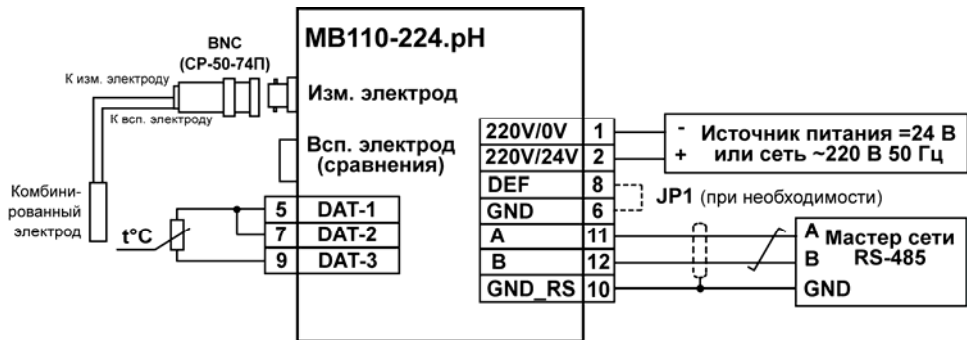 МВ110-224.pH
BNC
(СР-50-74П)
К изм. электроду
К всп. электроду
Изм. электрод
Всп. электрод
(сравнения)
Комбини-
рованный
электрод
t°C
5 DAT-1
7 DAT-2
9 DAT-3
220V/0V 1
220V/24V 2
DEF 8
GND 6
A 11
B 12
GND_RS 10
- Источник питания =24 В
+ или сеть ~220 В 50 Гц
JP1 (при необходимости)
A Мастер сети
B RS-485
GND